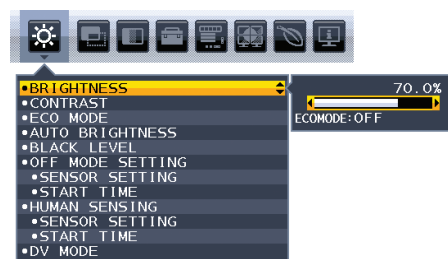 •BRIGHTNESS
•CONTRAST
•ECO MODE
•AUTO BRIGHTNESS
•BLACK LEVEL
•OFF MODE SETTING
•SENSOR SETTING
•START TIME
•HUMAN SENSING
•SENSOR SETTING
•START TIME
•DV MODE
70.0%
ECOMODE:OFF